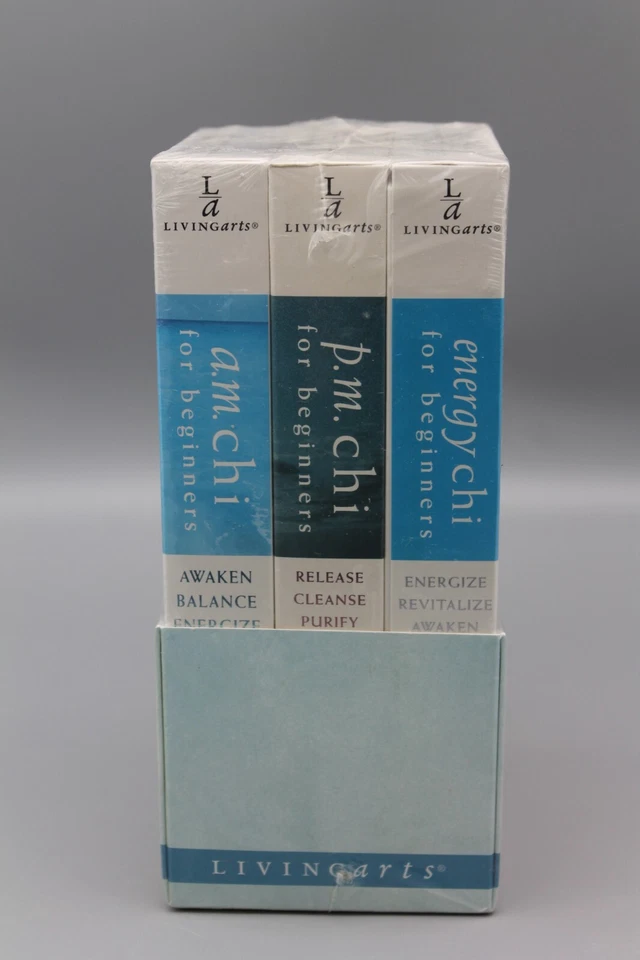 L
a
LIVINGarts®
a.m. chi
for beginners
AWAKEN
BALANCE
ENERGIZE
L
a
LIVINGarts®
p.m. chi
for beginners
RELEASE
CLEANSE
PURIFY
L
a
LIVINGarts®
energy chi
for beginners
ENERGIZE
REVITALIZE
AWAKEN
LIVINGarts®